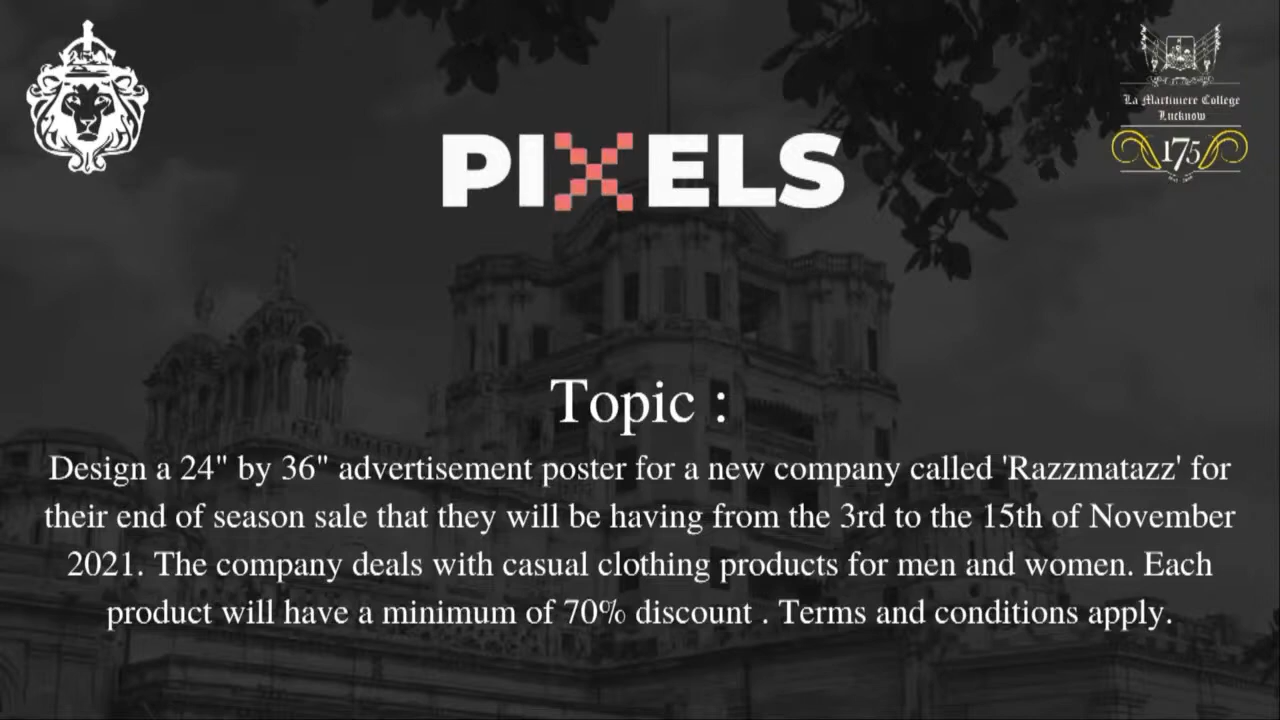 La Martiniere College
Lucknow
175
PIXELS
Topic :
Design a 24" by 36" advertisement poster for a new company called 'Razzmatazz' for
their end of season sale that they will be having from the 3rd to the 15th of November
2021. The company deals with casual clothing products for men and women. Each
product will have a minimum of 70% discount . Terms and conditions apply.